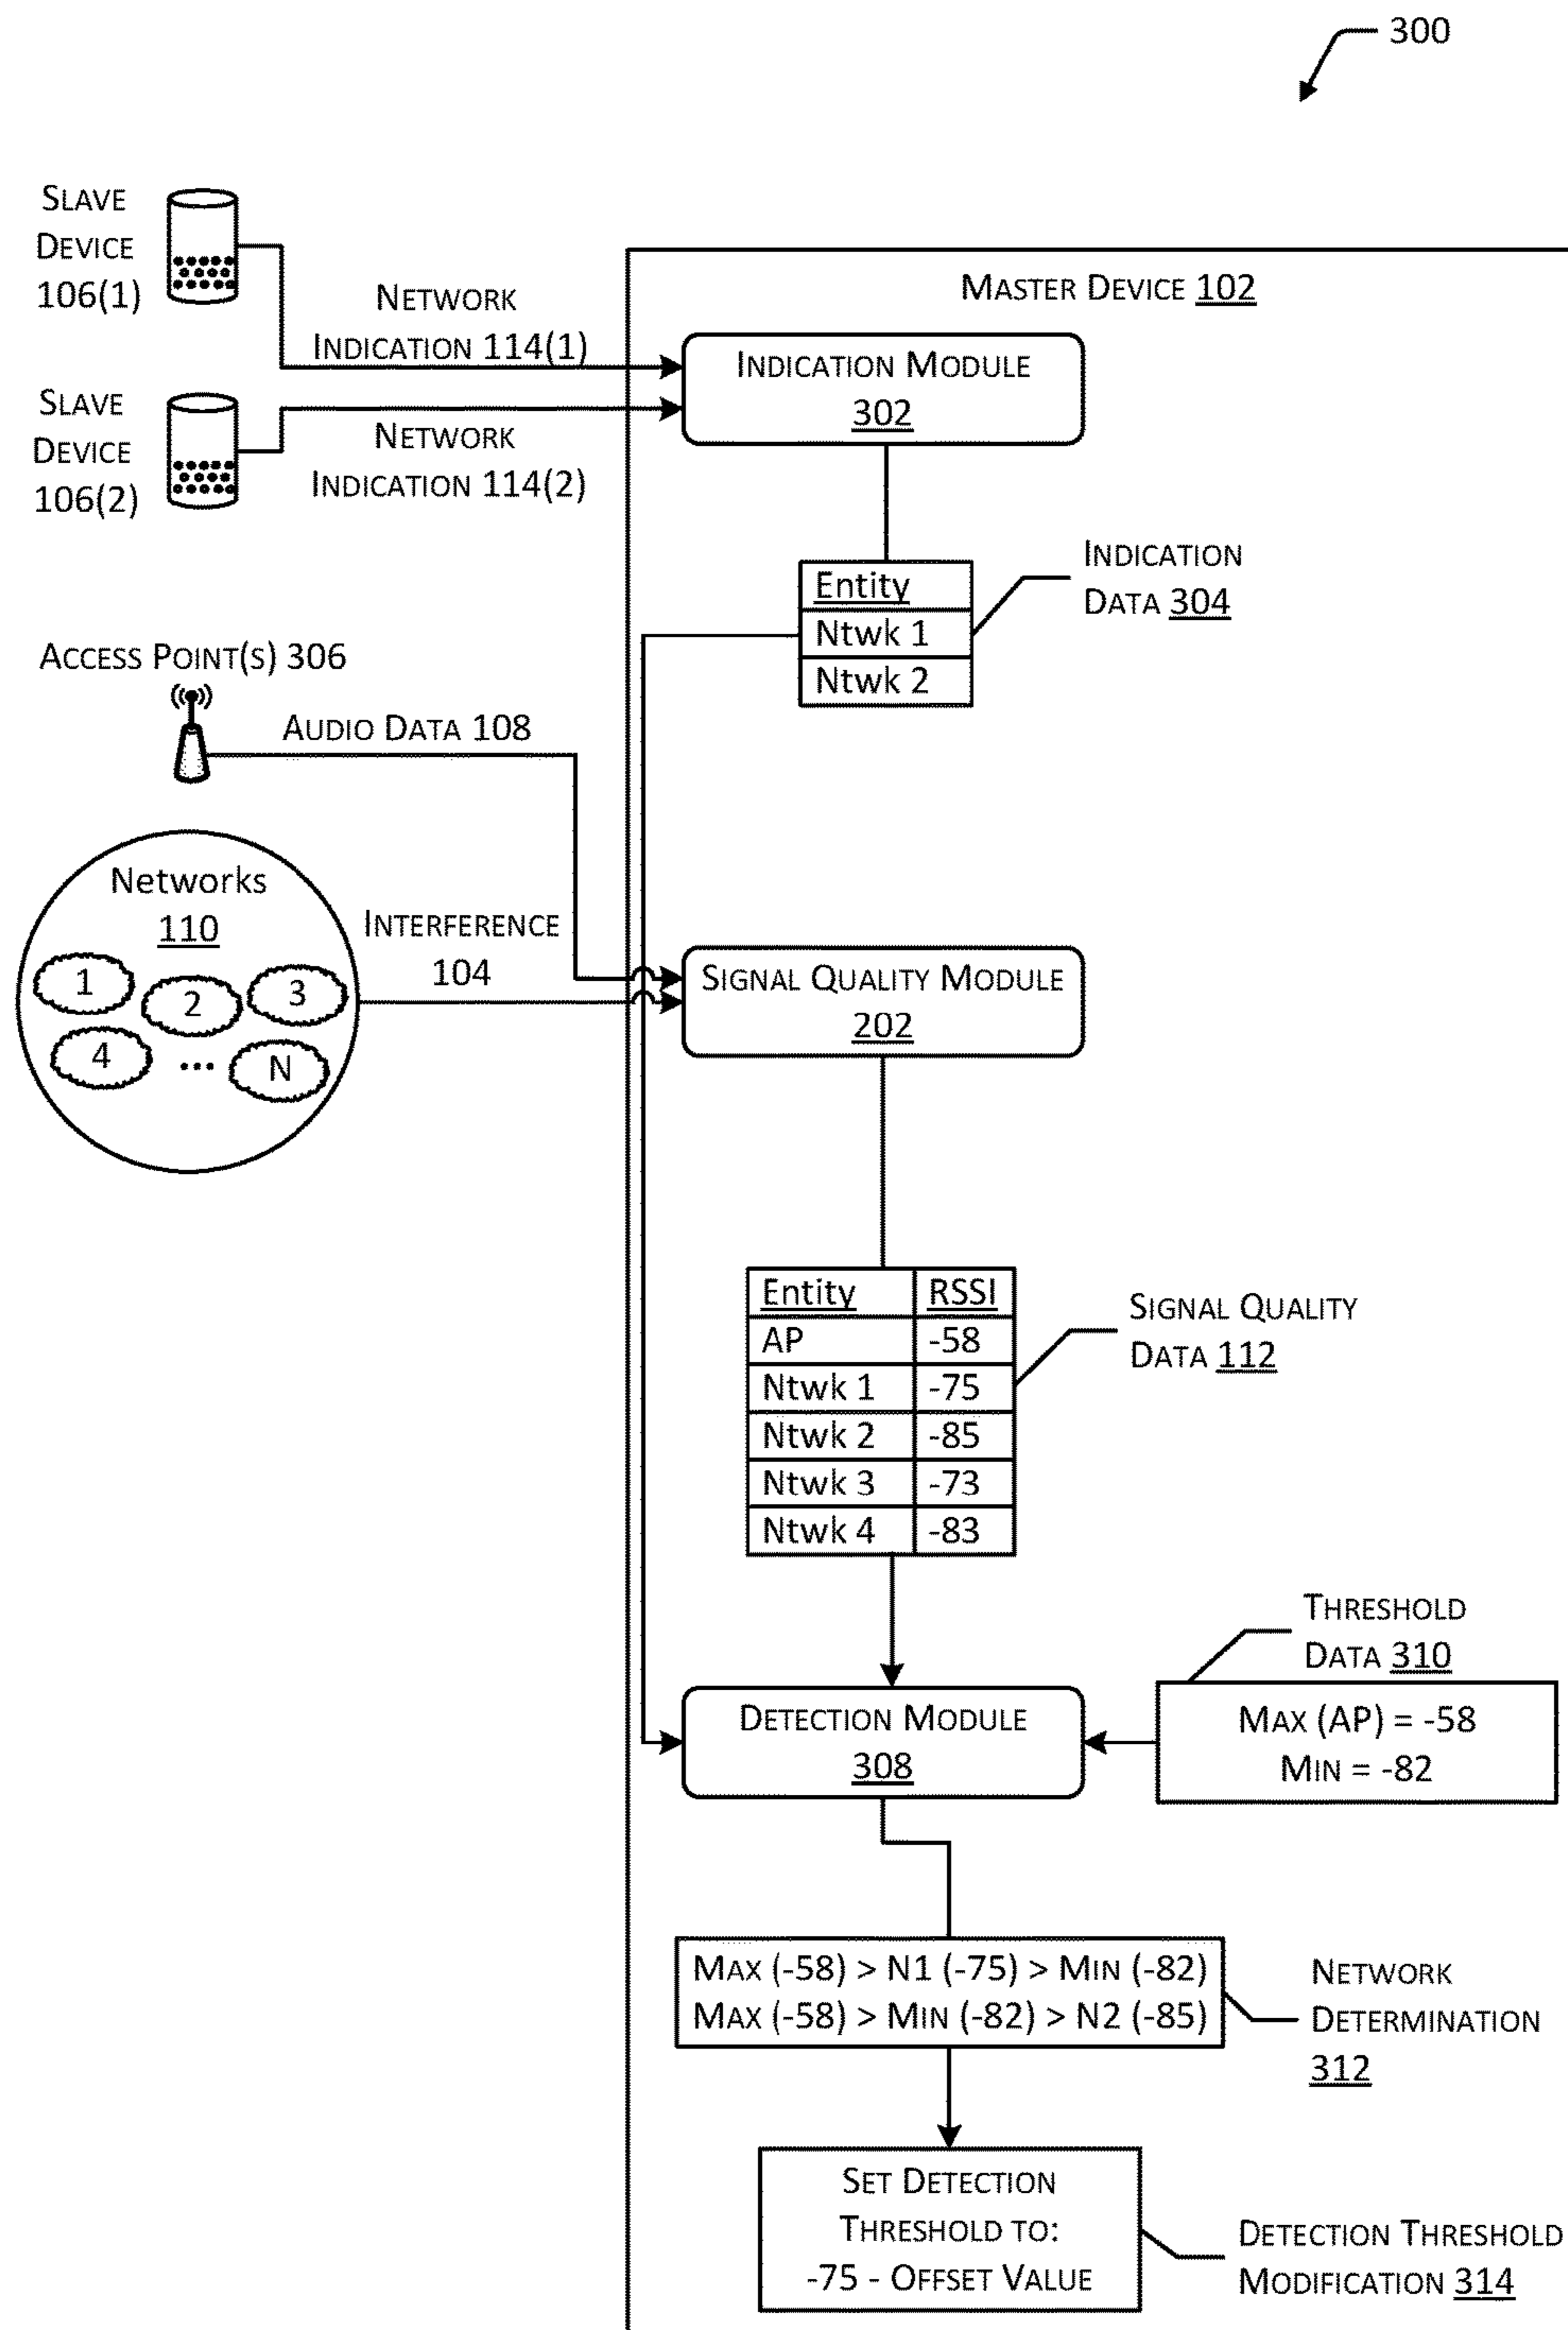 300
SLAVE
DEVICE
106(1)
NETWORK
INDICATION 114(1)
MASTER DEVICE 102
INDICATION MODULE
302
SLAVE
DEVICE
106(2)
NETWORK
INDICATION 114(2)
Entity
Ntwk 1
Ntwk 2
INDICATION
DATA 304
ACCESS POINT(S) 306
AUDIO DATA 108
Networks
110
1
2
3
4
...
N
INTERFERENCE
104
SIGNAL QUALITY MODULE
202
Entity RSSI
AP -58
Ntwk 1 -75
Ntwk 2 -85
Ntwk 3 -73
Ntwk 4 -83
SIGNAL QUALITY
DATA 112
THRESHOLD
DATA 310
MAX (AP) = -58
MIN = -82
DETECTION MODULE
308
MAX (-58) > N1 (-75) > MIN (-82)
MAX (-58) > MIN (-82) > N2 (-85)
NETWORK
DETERMINATION
312
SET DETECTION
THRESHOLD TO:
-75 - OFFSET VALUE
DETECTION THRESHOLD
MODIFICATION 314